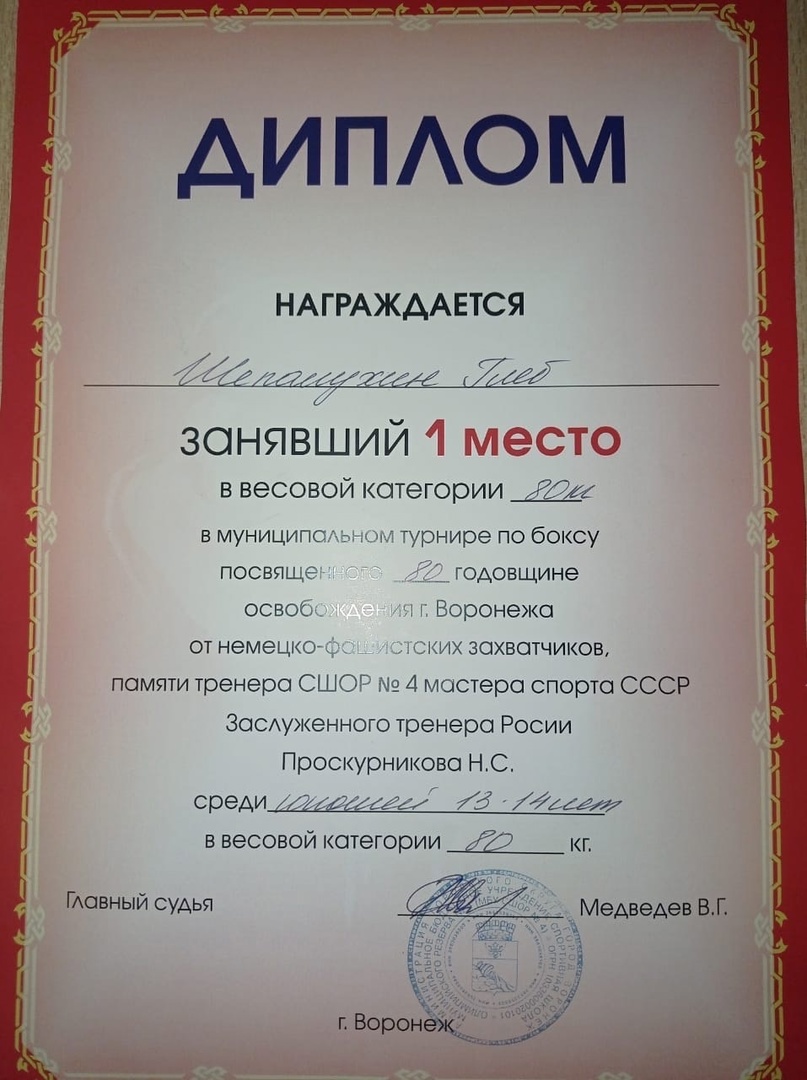 ДИПЛОМ
НАГРАЖДАЕТСЯ
Глеб
занявший 1 место
в весовой категории 80кг
в муниципальном турнире по боксу
посвященного 80 годовщине
освобождения г. Воронежа
от немецко-фашистских захватчиков,
памяти тренера СШОР № 4 мастера спорта СССР
Заслуженного тренера Росии
Проскурникова Н.С.
среди юношей 13-14 лет
в весовой категории 80 кг.
Главный судья Медведев В.Г.
г. Воронеж